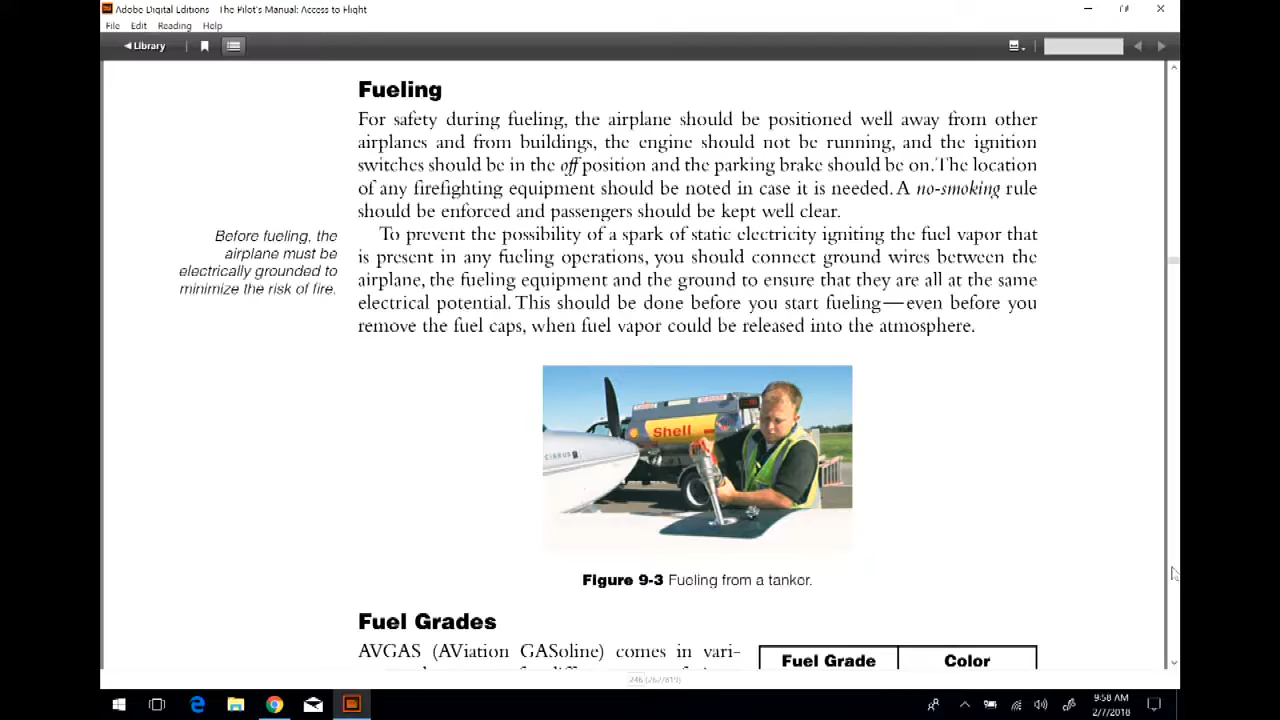 Adobe Digital Editions - The Pilot's Manual: Access to Flight
File Edit Reading Help
Library
Fueling
For safety during fueling, the airplane should be positioned well away from other
airplanes and from buildings, the engine should not be running, and the ignition
switches should be in the off position and the parking brake should be on. The location
of any firefighting equipment should be noted in case it is needed. A no-smoking rule
should be enforced and passengers should be kept well clear.
Before fueling, the
airplane must be
electrically grounded to
minimize the risk of fire.
To prevent the possibility of a spark of static electricity igniting the fuel vapor that
is present in any fueling operations, you should connect ground wires between the
airplane, the fueling equipment and the ground to ensure that they are all at the same
electrical potential. This should be done before you start fueling—even before you
remove the fuel caps, when fuel vapor could be released into the atmosphere.
Shell
CIRRUS
Figure 9-3 Fueling from a tanker.
Fuel Grades
AVGAS (AViation GASoline) comes in vari-
Fuel Grade Color
246 (267/819)
9:58 AM
2/7/2018